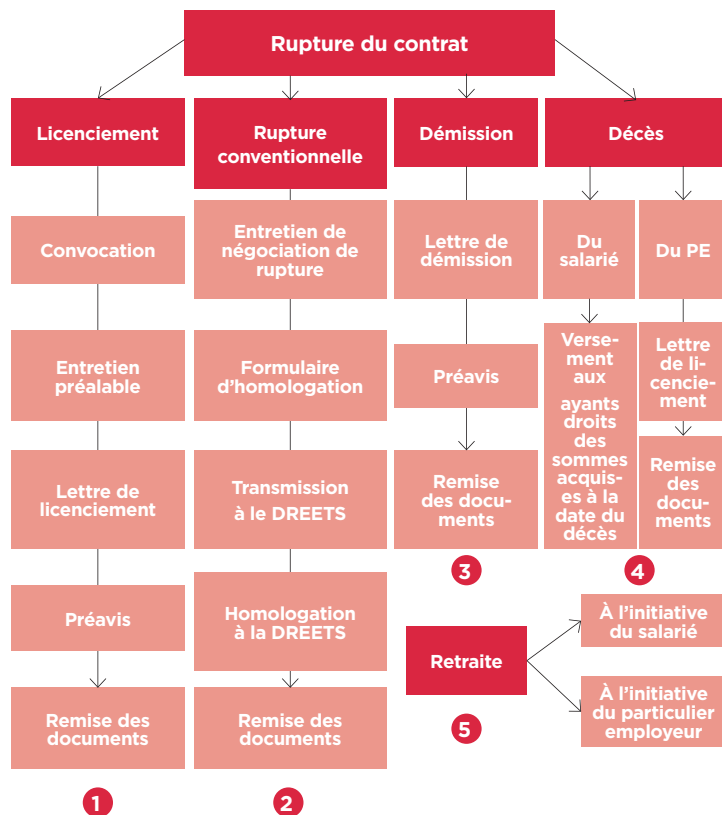 Rupture du contrat
Licenciement
Convocation
Entretien
préalable
Lettre de
licenciement
Préavis
Remise des
documents
1
Rupture
conventionnelle
Entretien de
négociation de
rupture
Formulaire
d'homologation
Transmission
à le DREETS
Homologation
à la DREETS
Remise des
documents
2
Démission
Lettre de
démission
Préavis
Remise
des docu-
ments
3
Décès
Du
salarié
Verse-
ment
aux
ayants
droits
des
sommes
acquis-
es à la
date du
décès
Du PE
Lettre
de li-
cencie-
ment
Remise
des
docu-
ments
4
Retraite
À l'initiative
du salarié
À l'initiative
du particulier
employeur
5